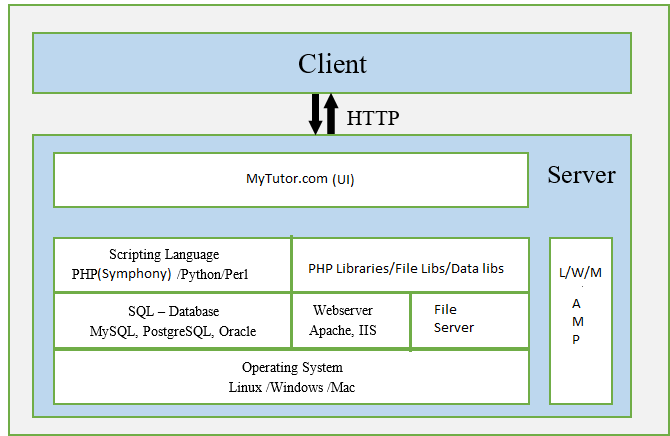 Client
HTTP
Server
MyTutor.com (UI)
Scripting Language
PHP(Symphony) /Python/Perl
PHP Libraries/File Libs/Data libs
SQL – Database
MySQL, PostgreSQL, Oracle
Webserver
Apache, IIS
File
Server
Operating System
Linux /Windows /Mac
L/W/M
A
M
P